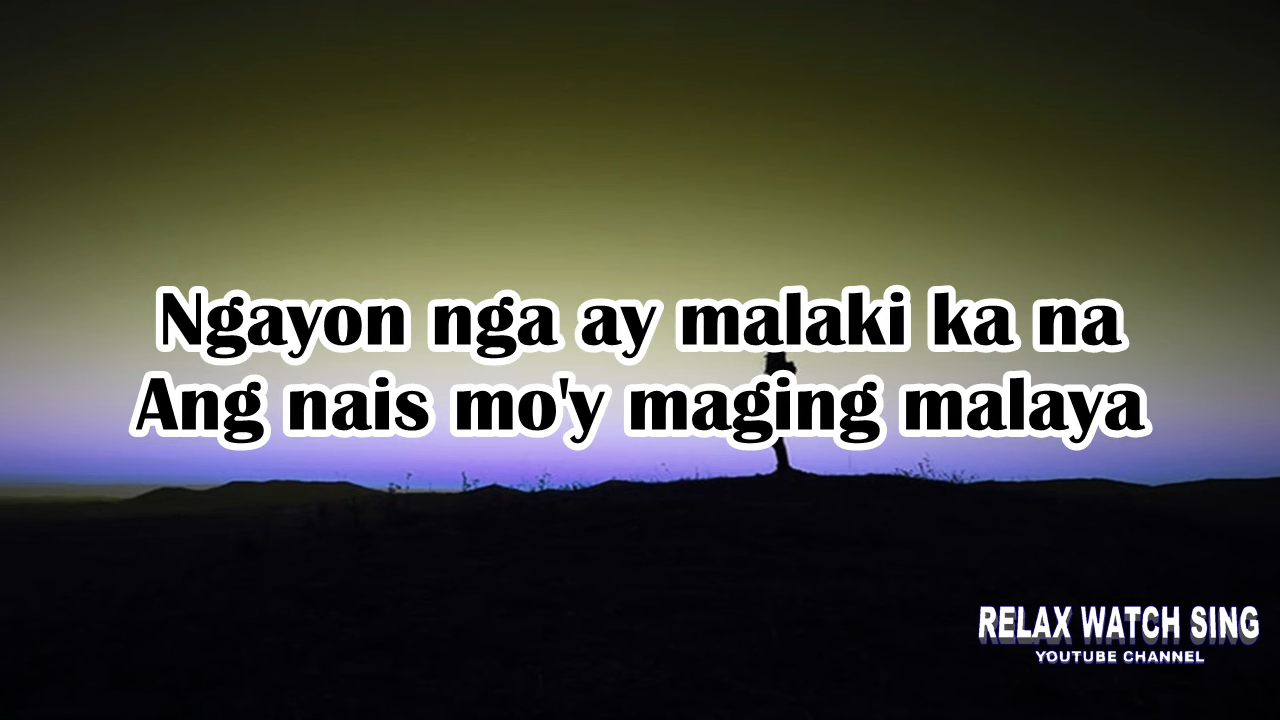 Ngayon nga ay malaki ka na
Ang nais mo'y maging malaya
RELAX WATCH SING
YOUTUBE CHANNEL